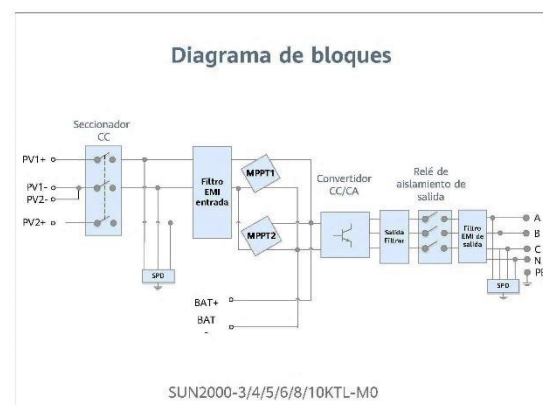 Diagrama de bloques
Seccionador
CC
PV1+
PV1-
PV2-
PV2+
SPD
Filtro
EMI
entrada
MPPT1
MPPT2
BAT+
BAT
-
Convertidor
CC/CA
Salida
Filtrar
Relé de
aislamiento de
salida
Filtro
EMI de
salida
SPD
A
B
C
N
PE
SUN2000-3/4/5/6/8/10KTL-M0